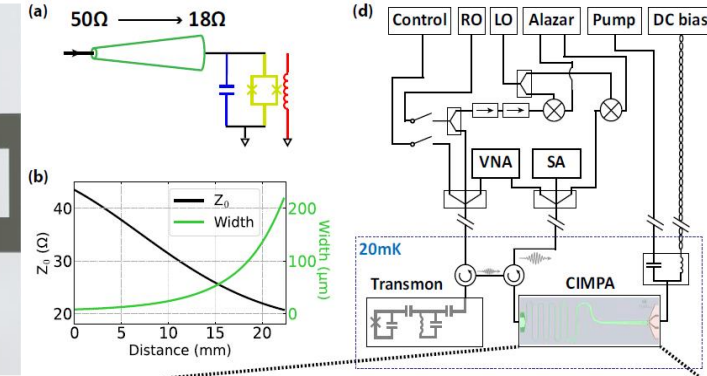 (a)
50Ω
18Ω
(b)
Z₀
Width
40
30
20
Z₀ (Ω)
200
100
0
Width (μm)
0
5
10
15
20
Distance (mm)
(d)
Control
RO
LO
Alazar
Pump
DC bias
VNA
SA
20mK
Transmon
CIMPA